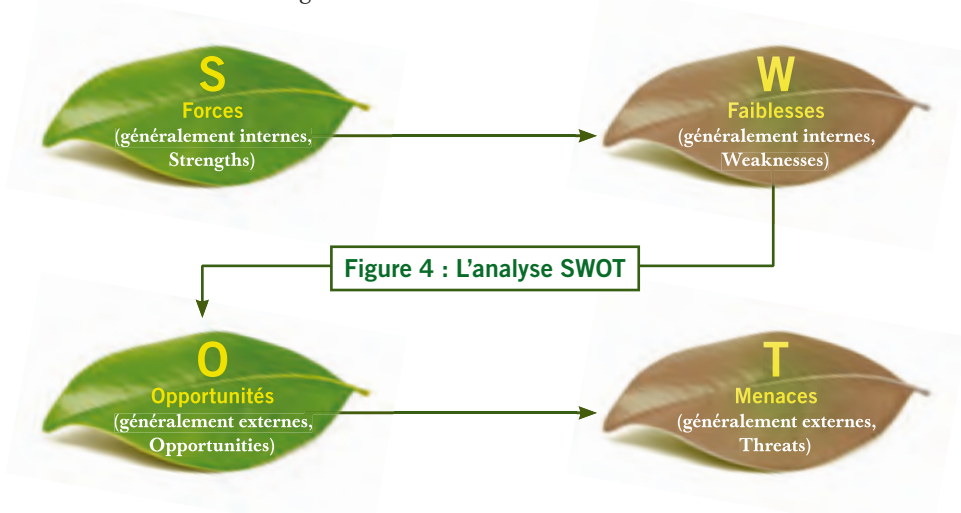 S
Forces
(généralement internes,
Strengths)
W
Faiblesses
(généralement internes,
Weaknesses)
Figure 4 : L'analyse SWOT
O
Opportunités
(généralement externes,
Opportunities)
T
Menaces
(généralement externes,
Threats)